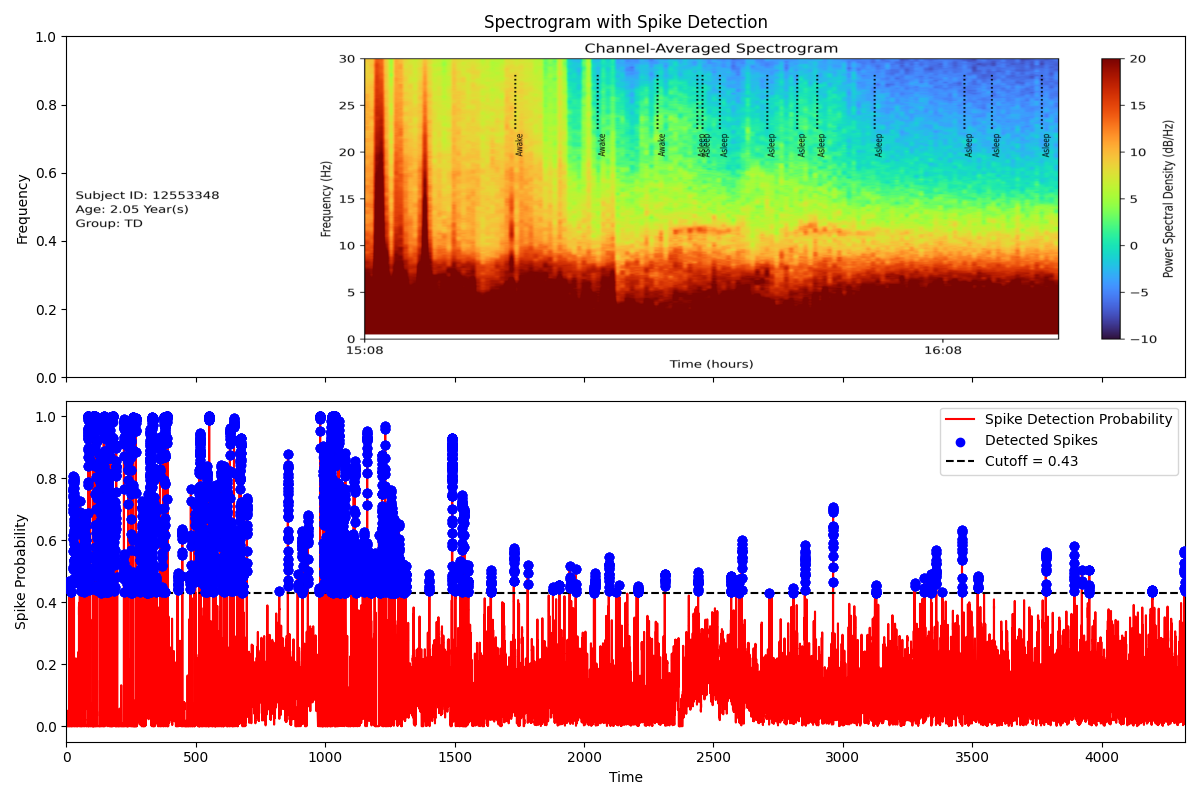 Spectrogram with Spike Detection
Channel-Averaged Spectrogram
1.0
0.8
0.6
0.4
0.2
0.0
Frequency
Subject ID: 12553348
Age: 2.05 Year(s)
Group: TD
30
25
20
15
10
5
0
Frequency (Hz)
Awake
Awake
Awake
Asleep
Asleep
Asleep
Asleep
Asleep
Asleep
Asleep
Asleep
Asleep
Asleep
15:08
16:08
Time (hours)
20
15
10
5
0
−5
−10
Power Spectral Density (dB/Hz)
1.0
0.8
0.6
0.4
0.2
0.0
Spike Probability
Spike Detection Probability
Detected Spikes
Cutoff = 0.43
0
500
1000
1500
2000
2500
3000
3500
4000
Time